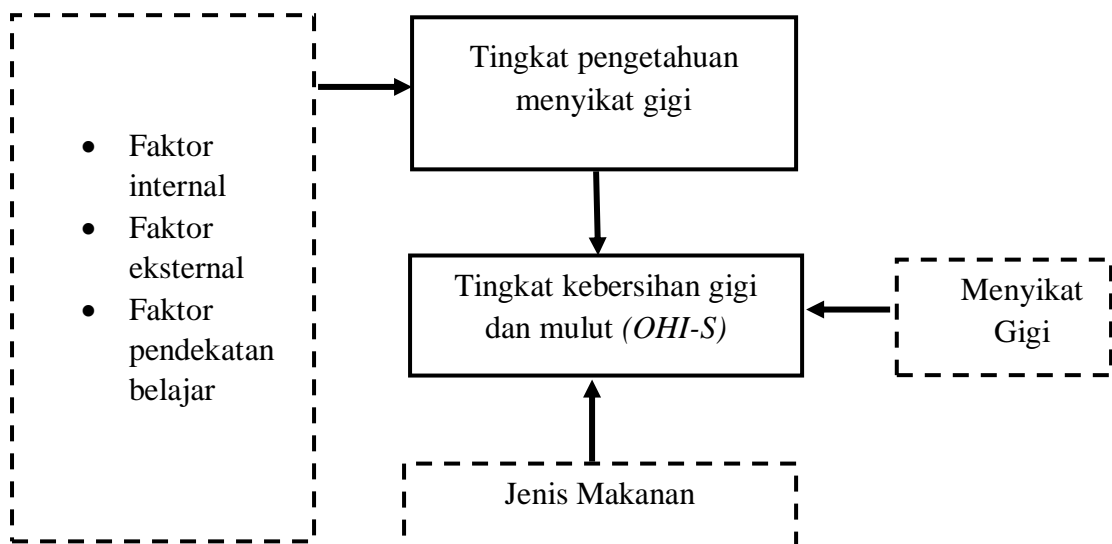 Tingkat pengetahuan
menyikat gigi
• Faktor
internal
• Faktor
eksternal
• Faktor
pendekatan
belajar
Tingkat kebersihan gigi
dan mulut (OHI-S)
Menyikat
Gigi
Jenis Makanan